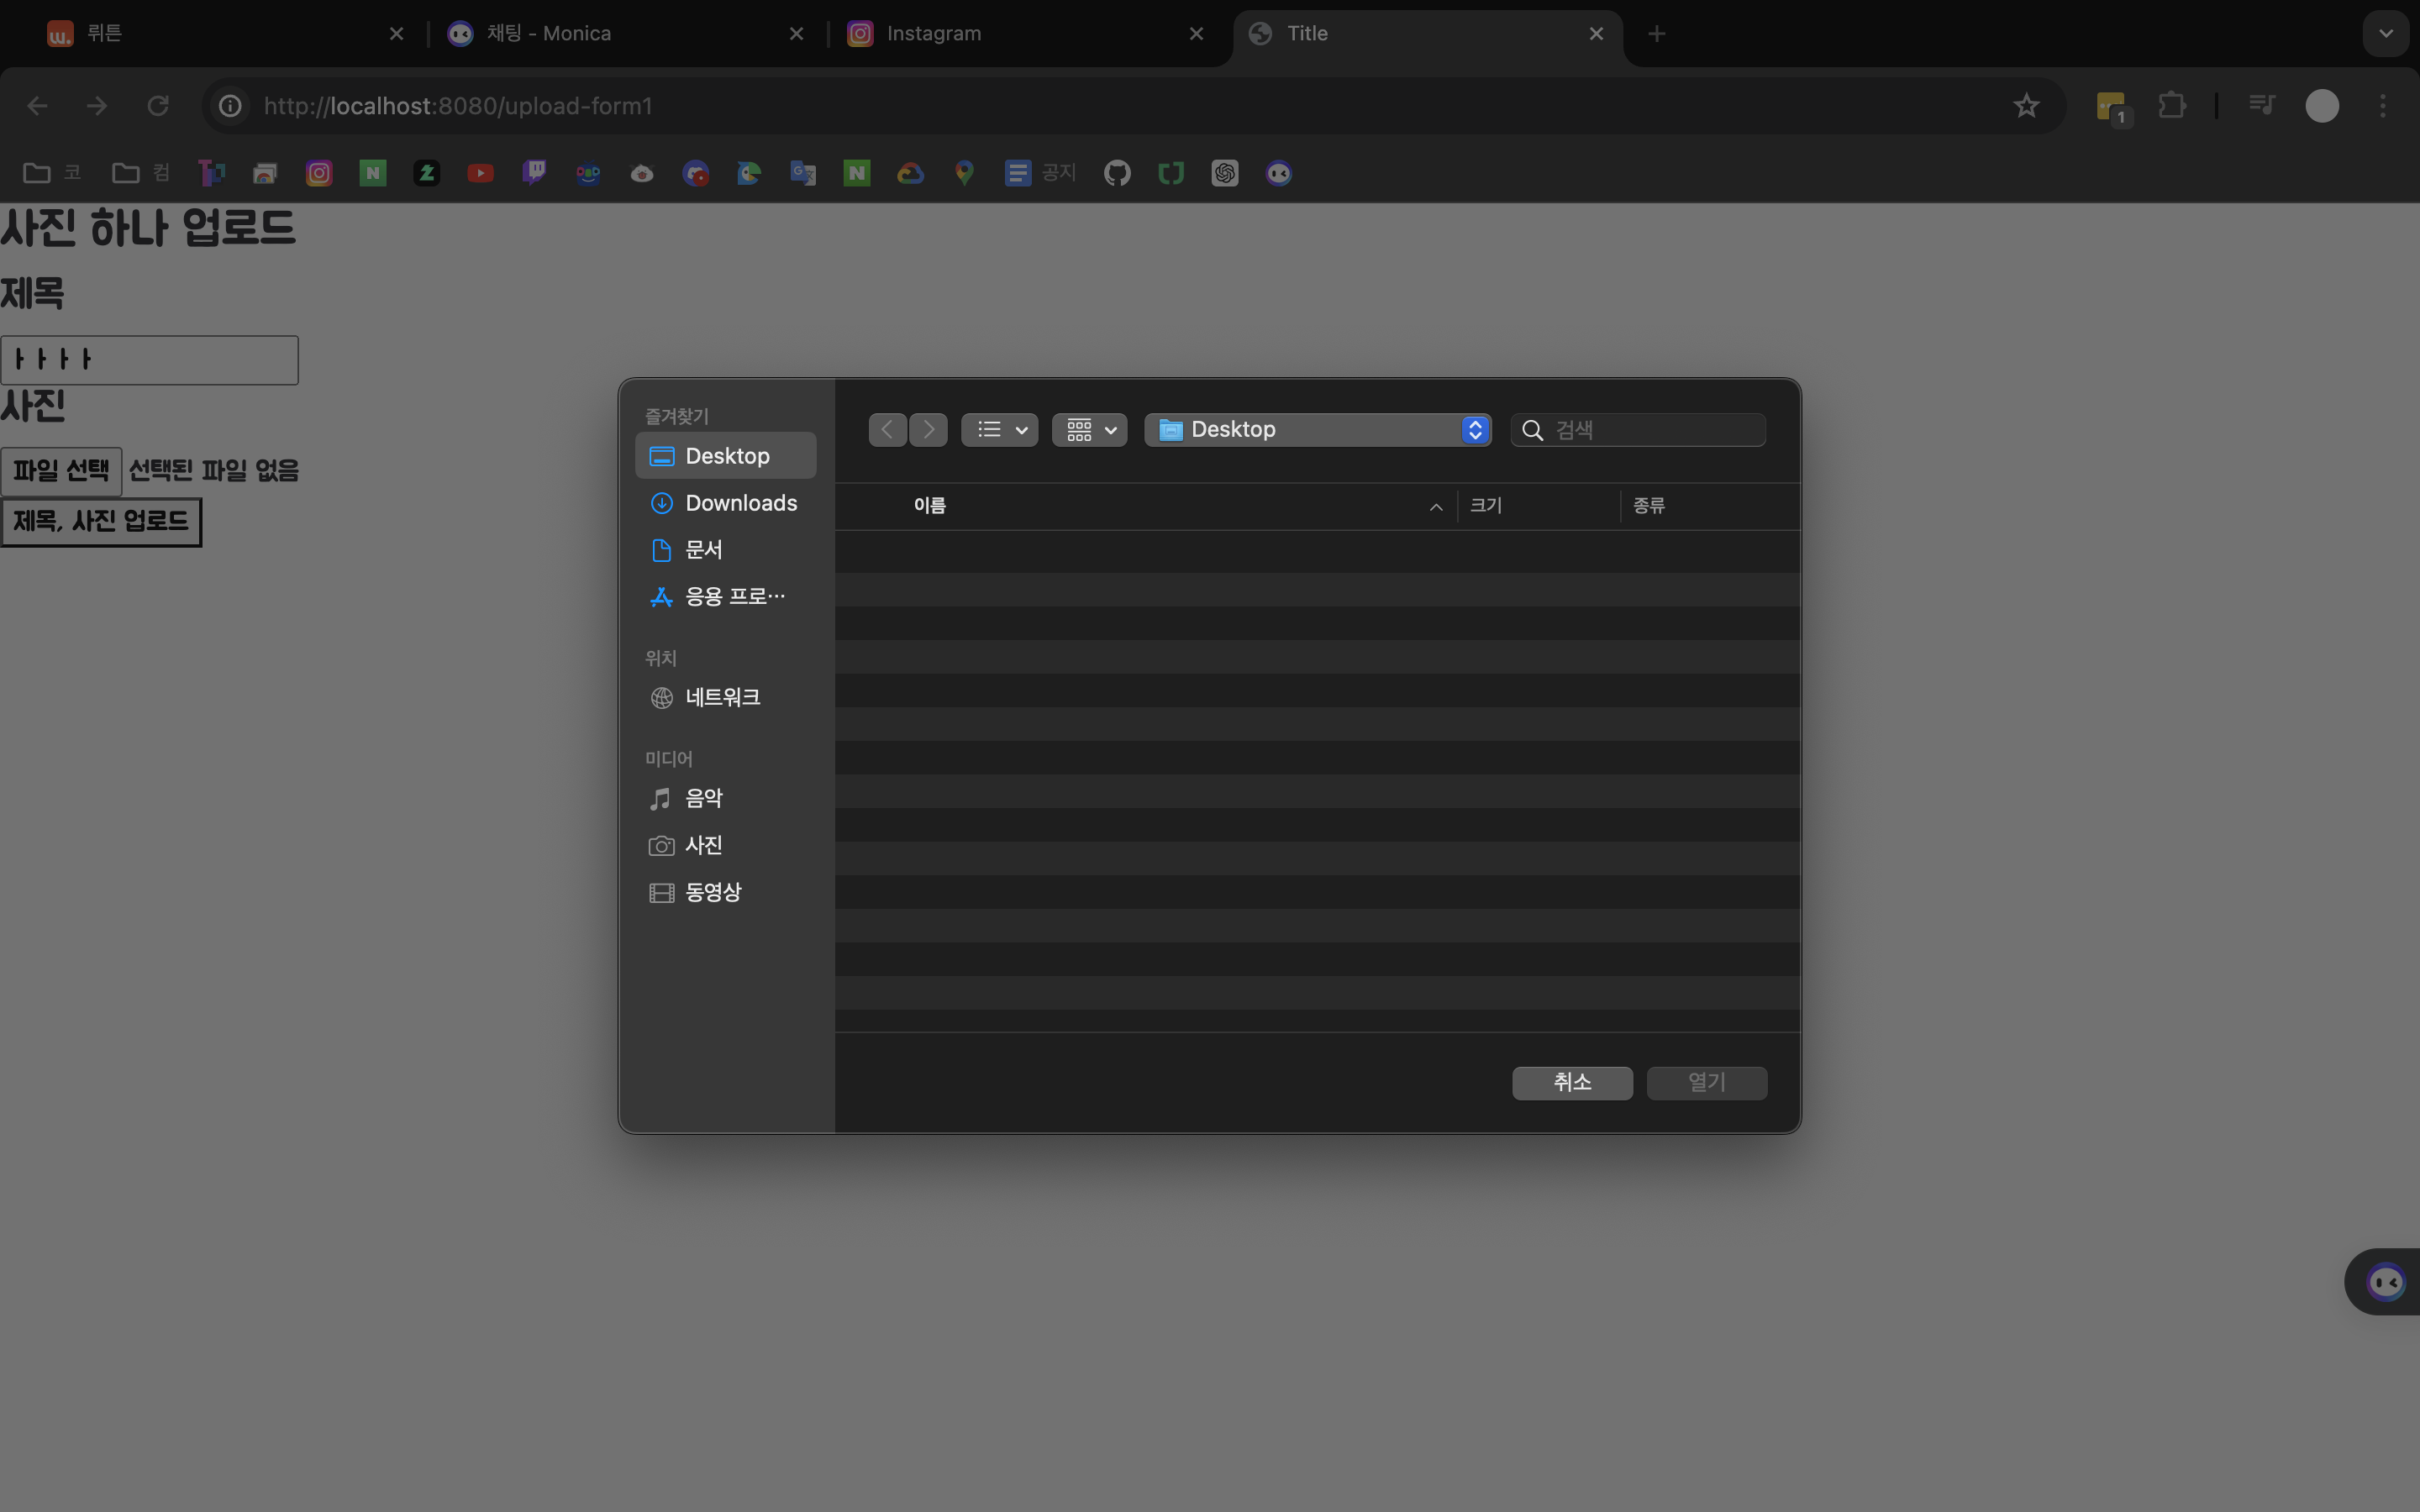 뤼튼
채팅 - Monica
Instagram
Title
http://localhost:8080/upload-form1
1
코
컴
공지
사진 하나 업로드
제목
ㅏㅏㅏㅏ
사진
파일 선택 선택된 파일 없음
제목, 사진 업로드
즐겨찾기
Desktop
Downloads
문서
응용 프로…
위치
네트워크
미디어
음악
사진
동영상
Desktop
검색
이름
크기
종류
취소
열기